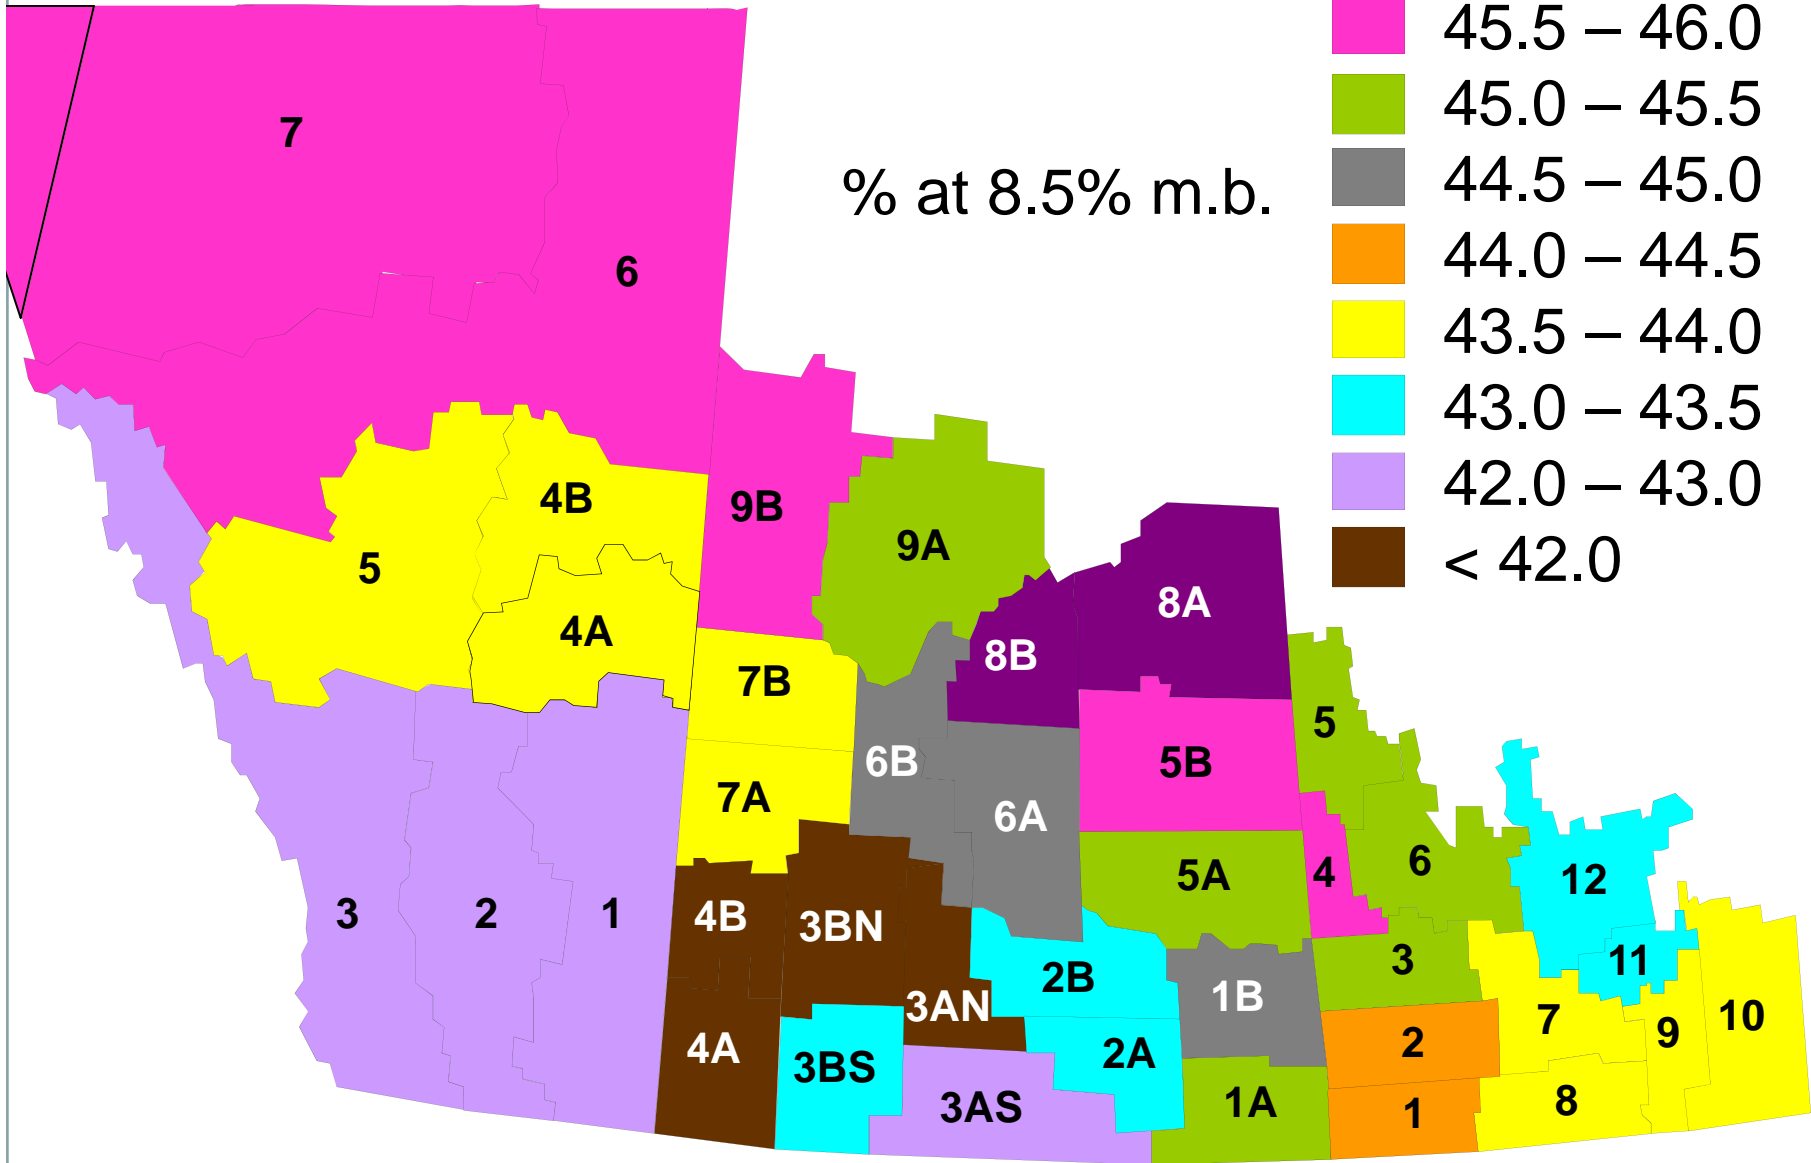 45.5 – 46.0
45.0 – 45.5
44.5 – 45.0
44.0 – 44.5
43.5 – 44.0
43.0 – 43.5
42.0 – 43.0
< 42.0
% at 8.5% m.b.
7
6
4B
9B
9A
5
4A
8A
8B
7B
5
6B
5B
7A
6A
6
4
5A
12
3
2
1
4B
3BN
3
11
2B
1B
3AN
7
10
9
2
4A
3BS
2A
8
1A
3AS
1